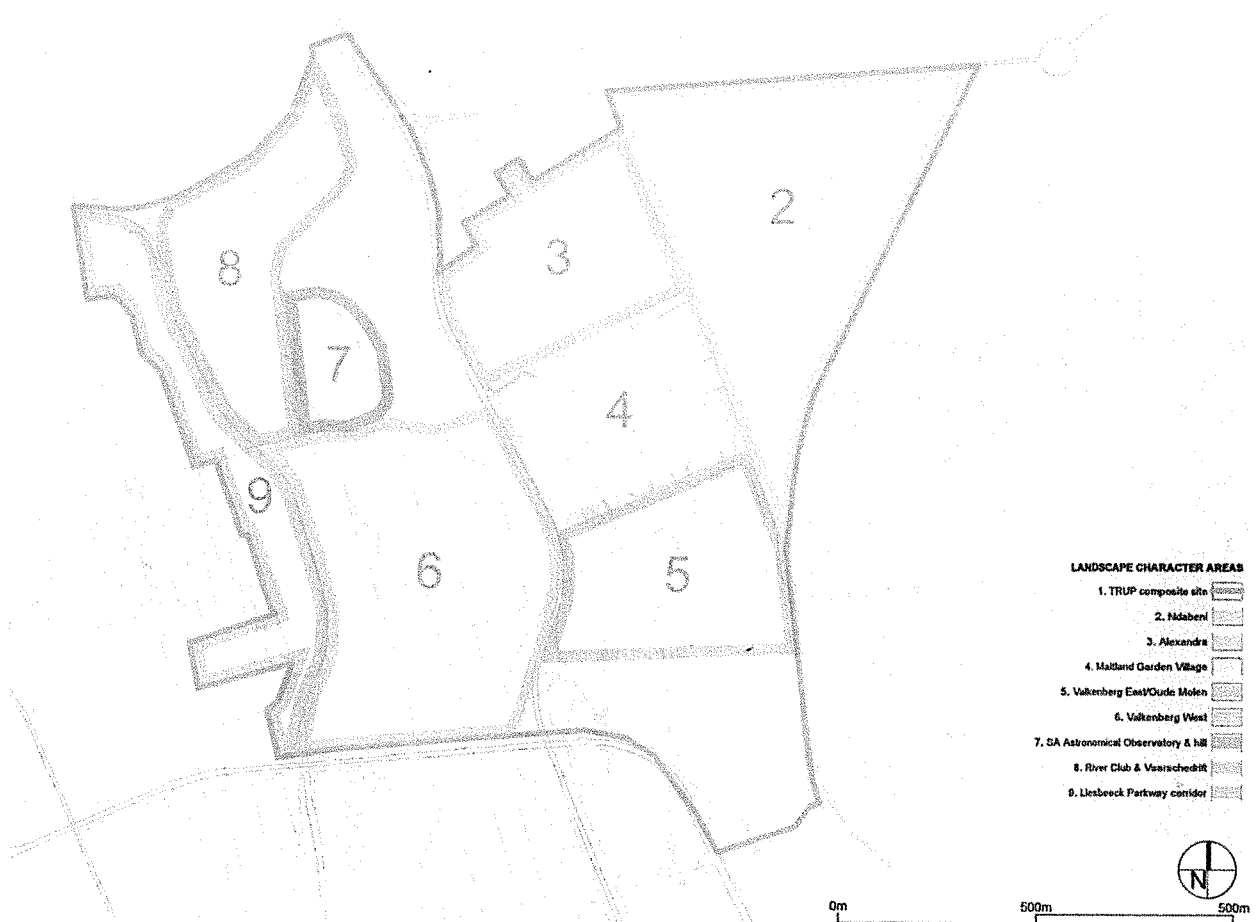 2
3
8
7
4
9
6
5
LANDSCAPE CHARACTER AREAS
1. TRUP composite site
2. Ndabeni
3. Alexandra
4. Maitland Garden Village
5. Valkenberg East/Oude Molen
6. Valkenberg West
7. SA Astronomical Observatory & hill
8. River Club & Vaarschedrift
9. Liesbeeck Parkway corridor
N
0m 500m 500m